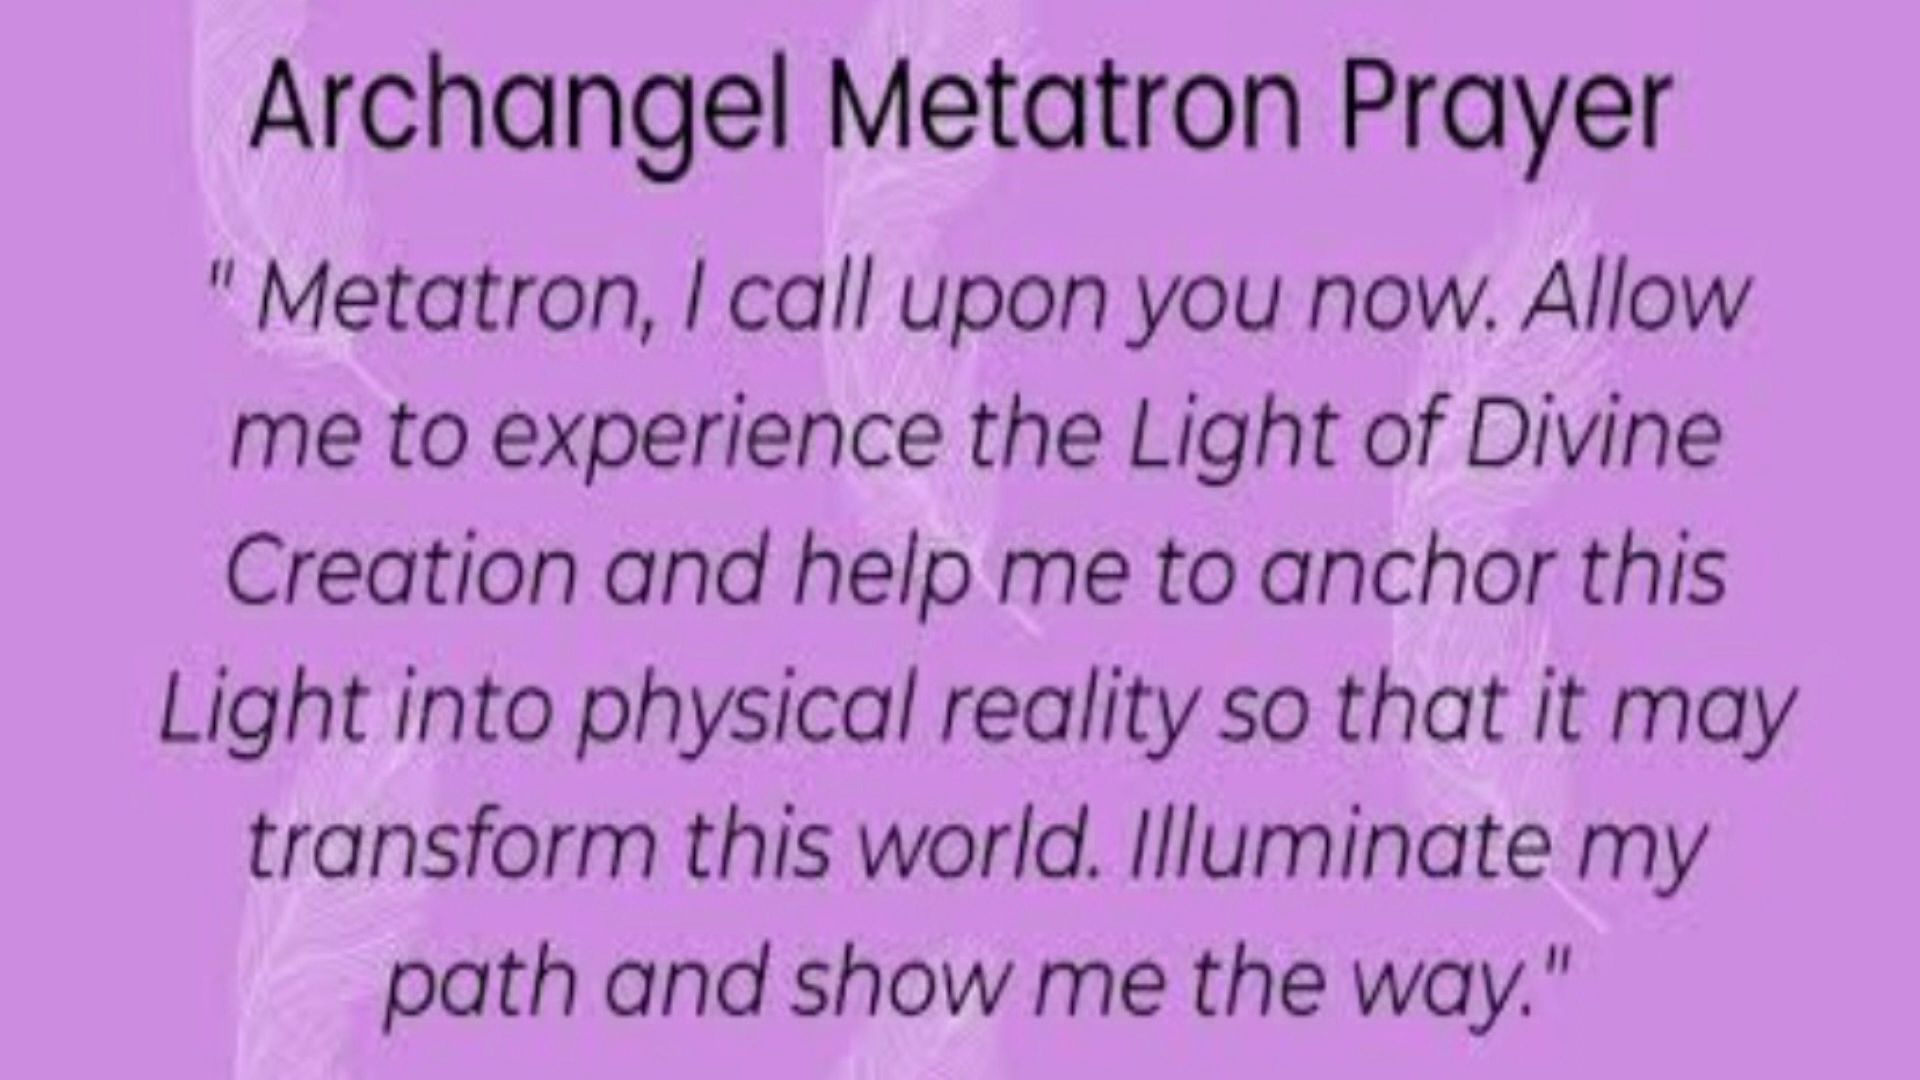 Archangel Metatron Prayer
" Metatron, I call upon you now. Allow
me to experience the Light of Divine
Creation and help me to anchor this
Light into physical reality so that it may
transform this world. Illuminate my
path and show me the way."